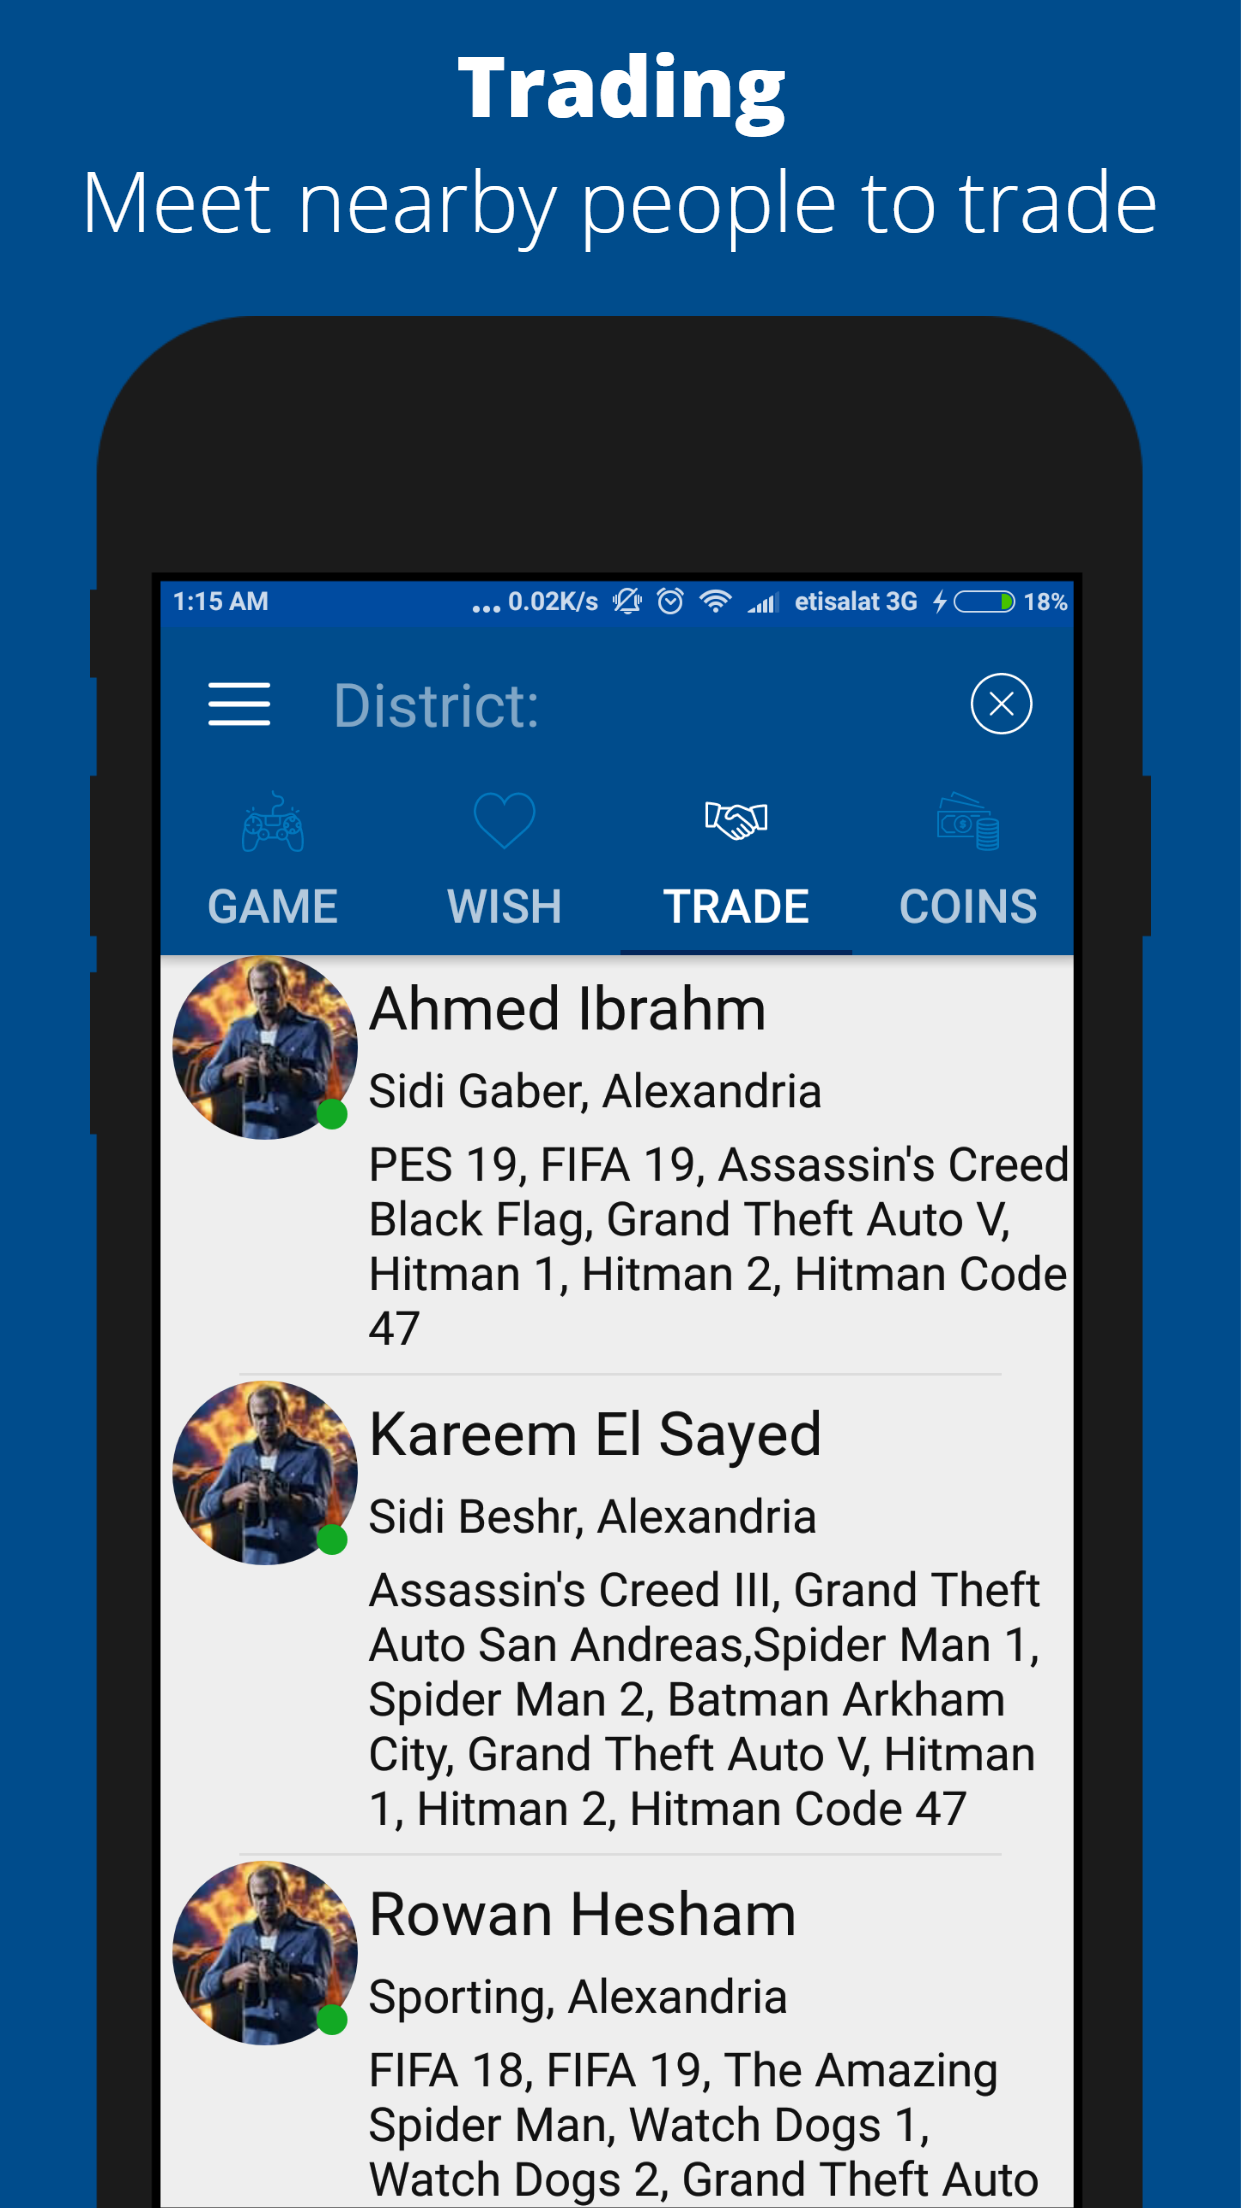 Trading
Meet nearby people to trade
1:15 AM ... 0.02K/s etisalat 3G 18%
District:
GAME WISH TRADE COINS
Ahmed Ibrahm
Sidi Gaber, Alexandria
PES 19, FIFA 19, Assassin's Creed
Black Flag, Grand Theft Auto V,
Hitman 1, Hitman 2, Hitman Code
47
Kareem El Sayed
Sidi Beshr, Alexandria
Assassin's Creed III, Grand Theft
Auto San Andreas,Spider Man 1,
Spider Man 2, Batman Arkham
City, Grand Theft Auto V, Hitman
1, Hitman 2, Hitman Code 47
Rowan Hesham
Sporting, Alexandria
FIFA 18, FIFA 19, The Amazing
Spider Man, Watch Dogs 1,
Watch Dogs 2, Grand Theft Auto